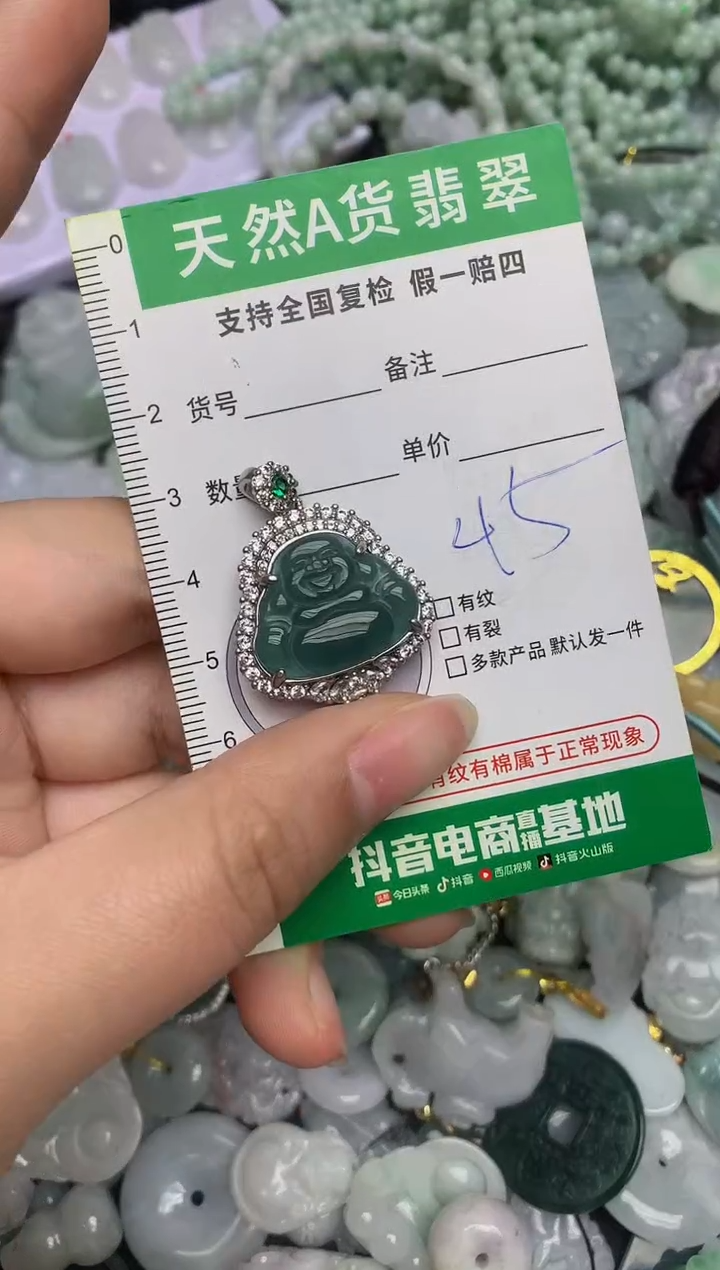 天然A货翡翠
支持全国复检 假一赔四
0
1
2
3
4
5
6
货号
备注
数
单价
45
有纹
有裂
多款产品 默认发一件
有纹有棉属于正常现象
抖音电商直播基地
头条 今日头条 抖音 西瓜视频 抖音火山版